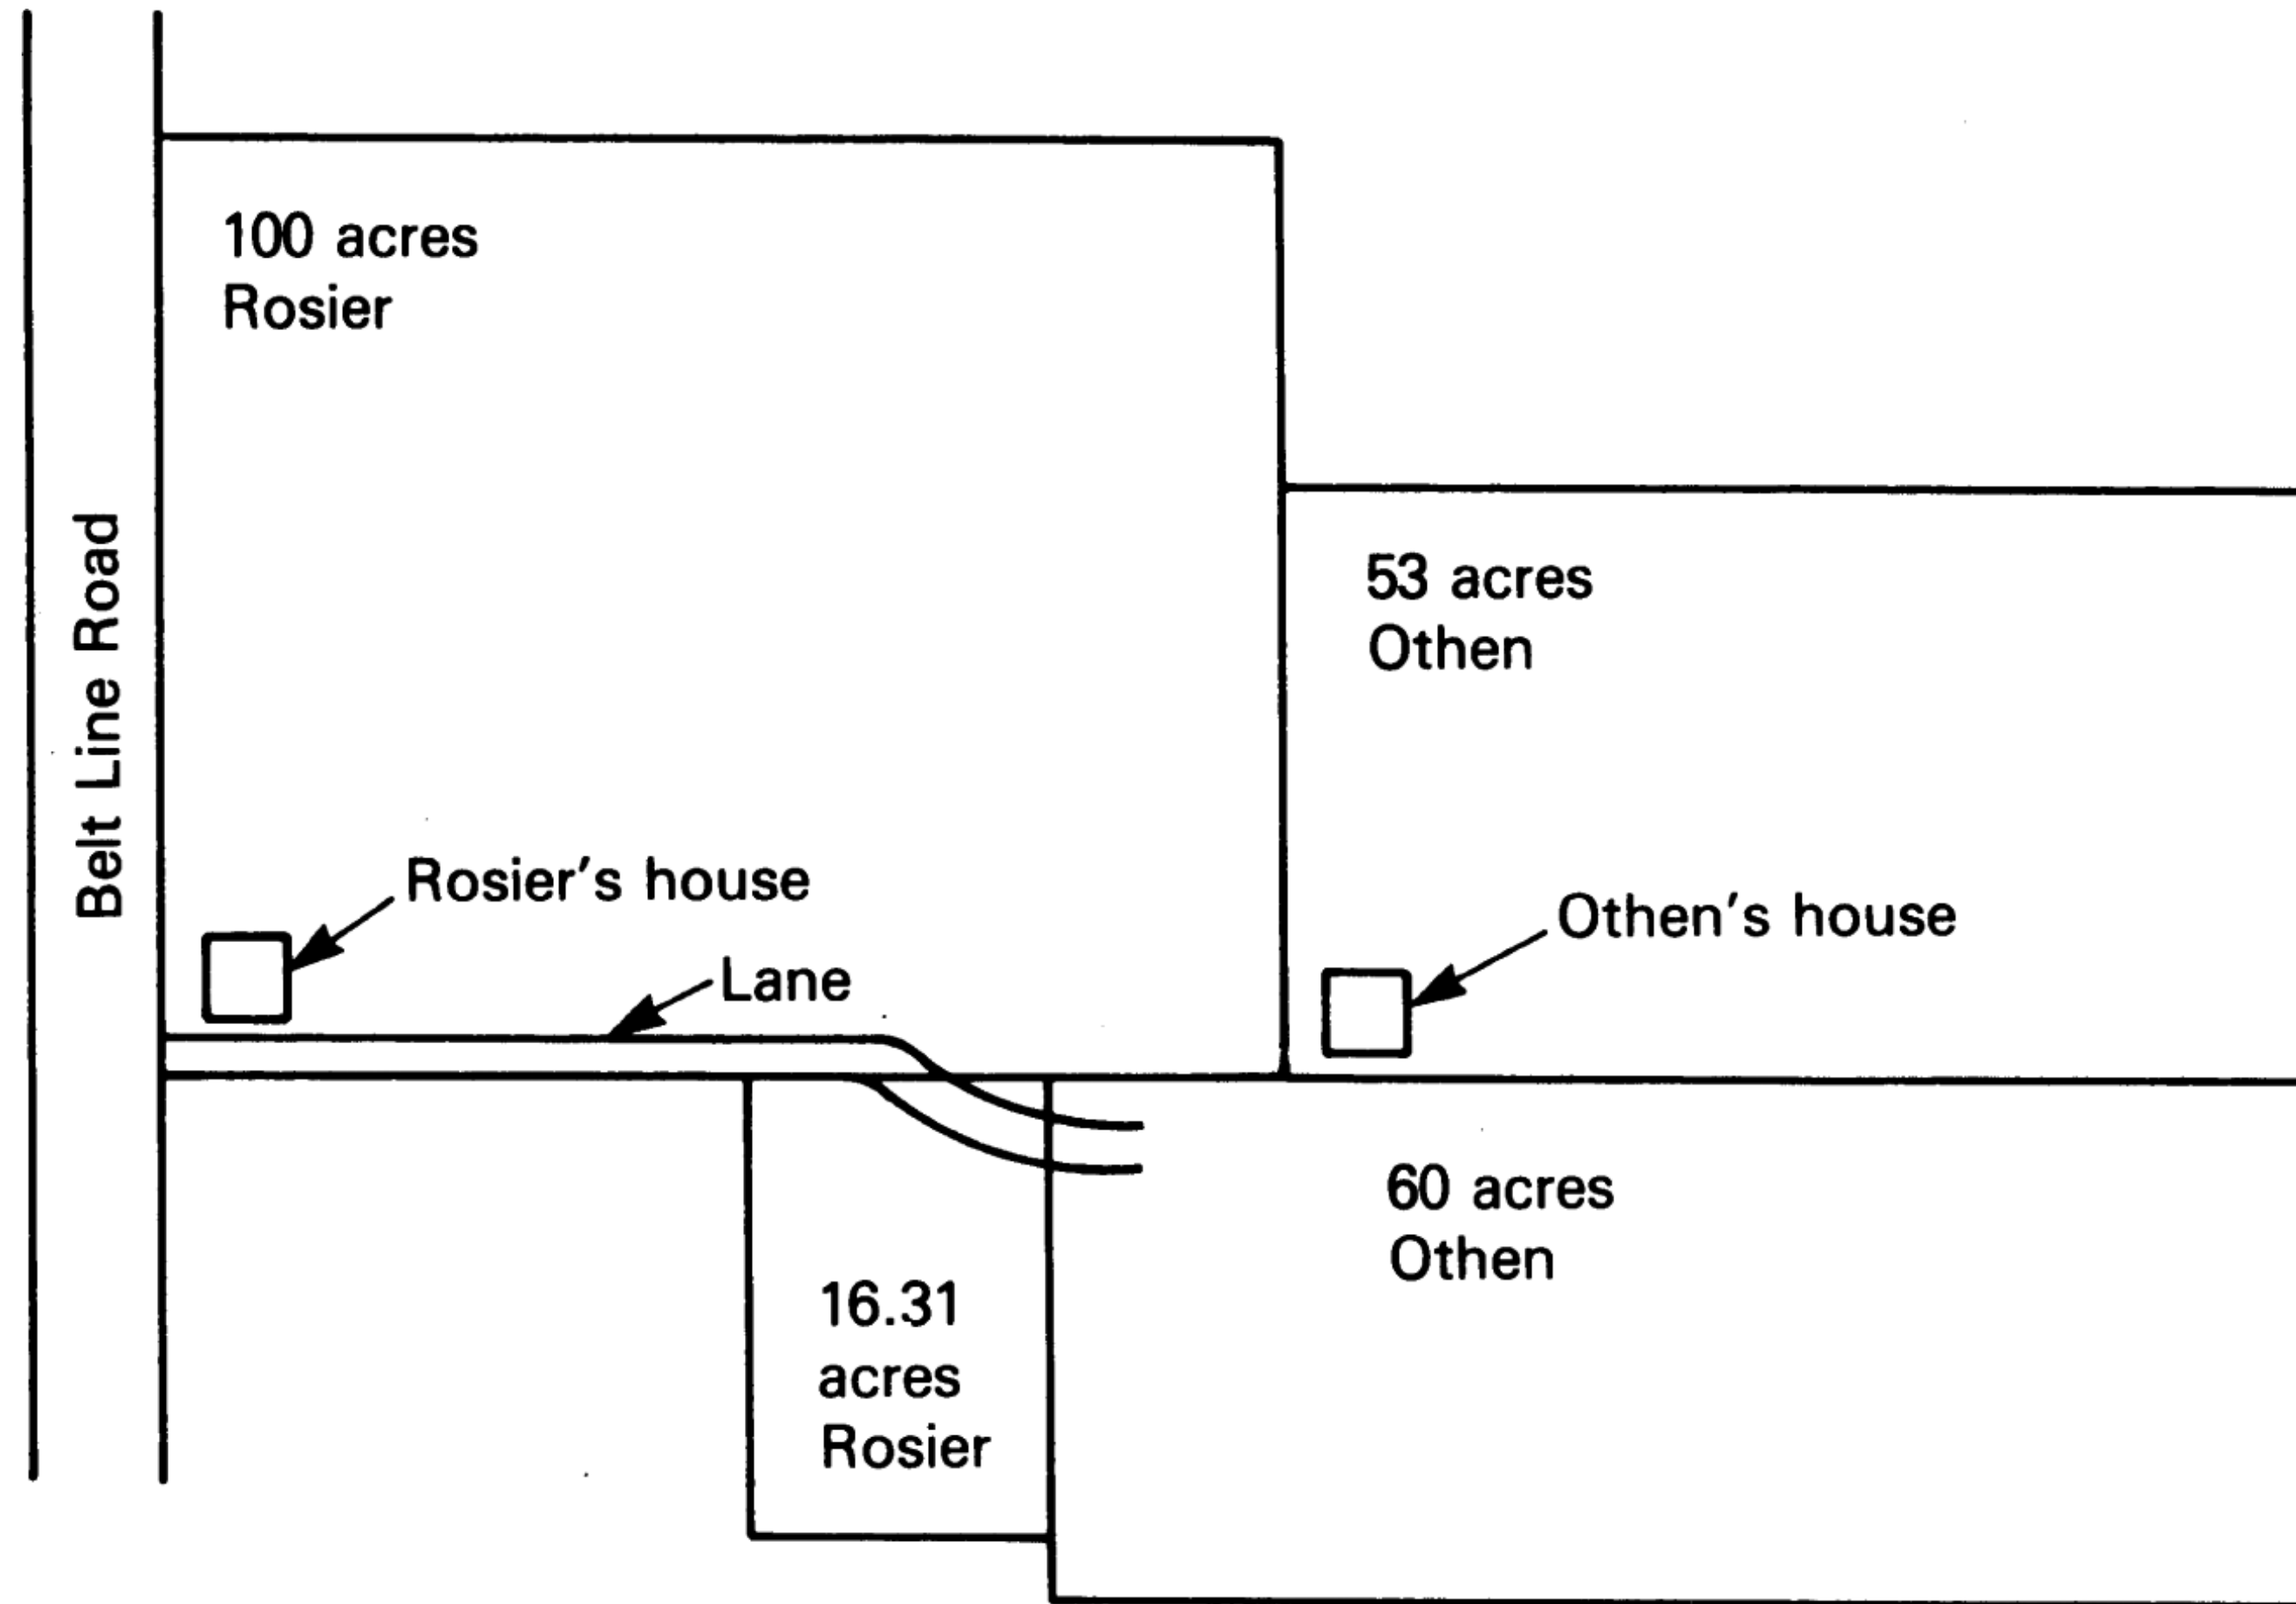 100 acres
Rosier
Belt Line Road
53 acres
Othen
Rosier's house
Othen's house
Lane
60 acres
Othen
16.31
acres
Rosier